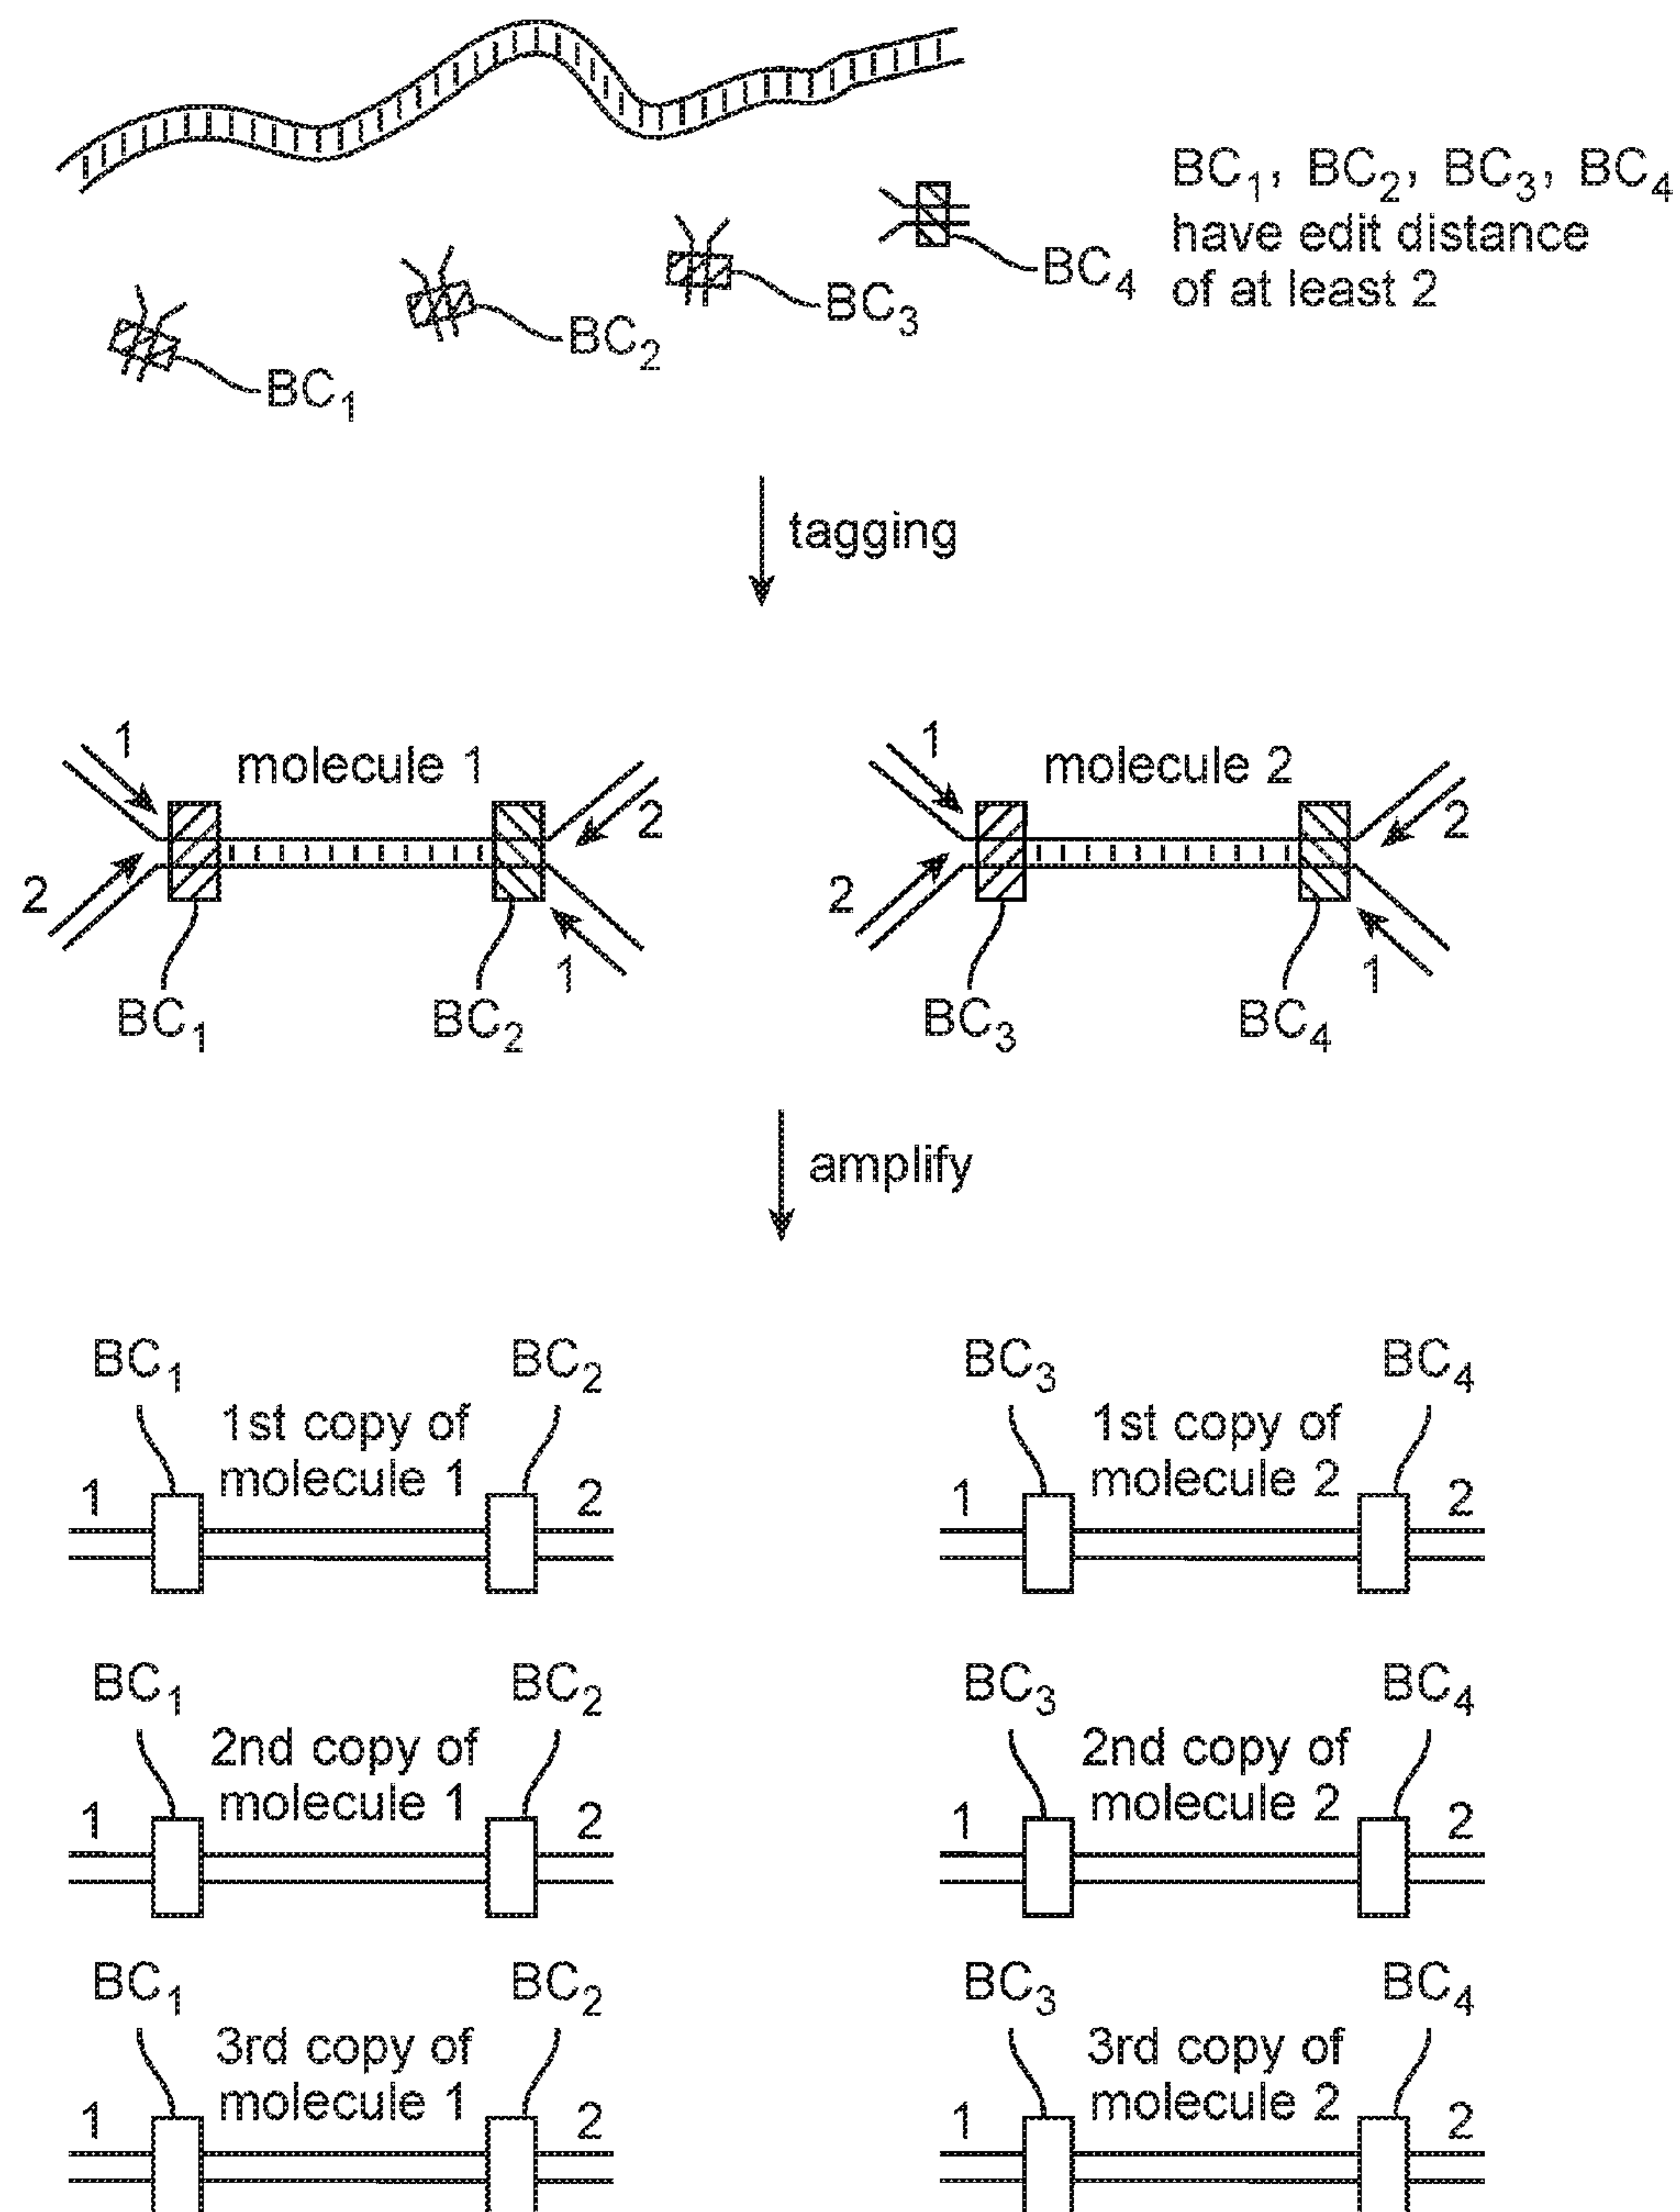 BC1, BC2, BC3, BC4
have edit distance
of at least 2
BC4
BC3
BC2
BC1
tagging
1
molecule 1
2
2
1
BC1
BC2
1
molecule 2
2
2
1
BC3
BC4
amplify
BC1
BC2
1st copy of
molecule 1
1
2
BC3
BC4
1st copy of
molecule 2
1
2
BC1
BC2
2nd copy of
molecule 1
1
2
BC3
BC4
2nd copy of
molecule 2
1
2
BC1
BC2
3rd copy of
molecule 1
1
2
BC3
BC4
3rd copy of
molecule 2
1
2